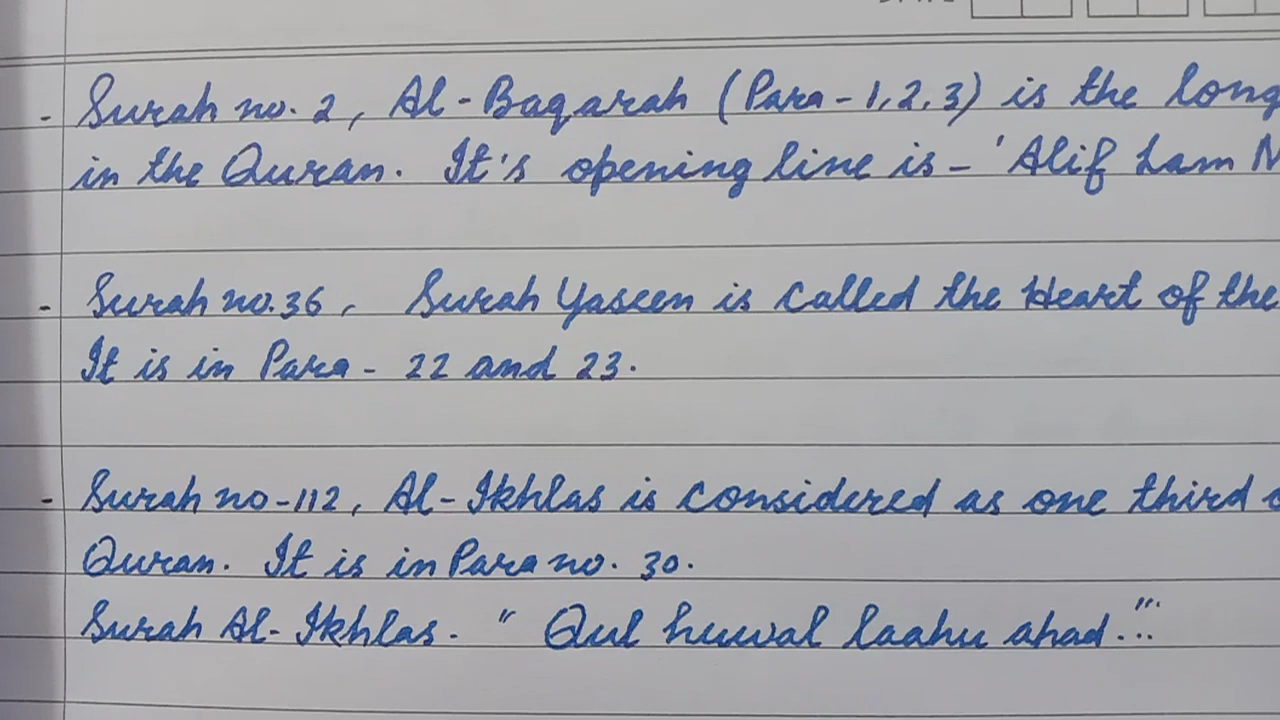 - Surah no. 2, Al-Baqarah (Para - 1,2,3) is the long
in the Quran. It's opening line is - 'Alif Lam M
- Surah no. 36, Surah Yaseen is called the Heart of the
It is in Para - 22 and 23.
- Surah no-112, Al-Ikhlas is considered as one third
Quran. It is in Para no. 30.
Surah Al-Ikhlas. " Qul huwal laahu ahad..."